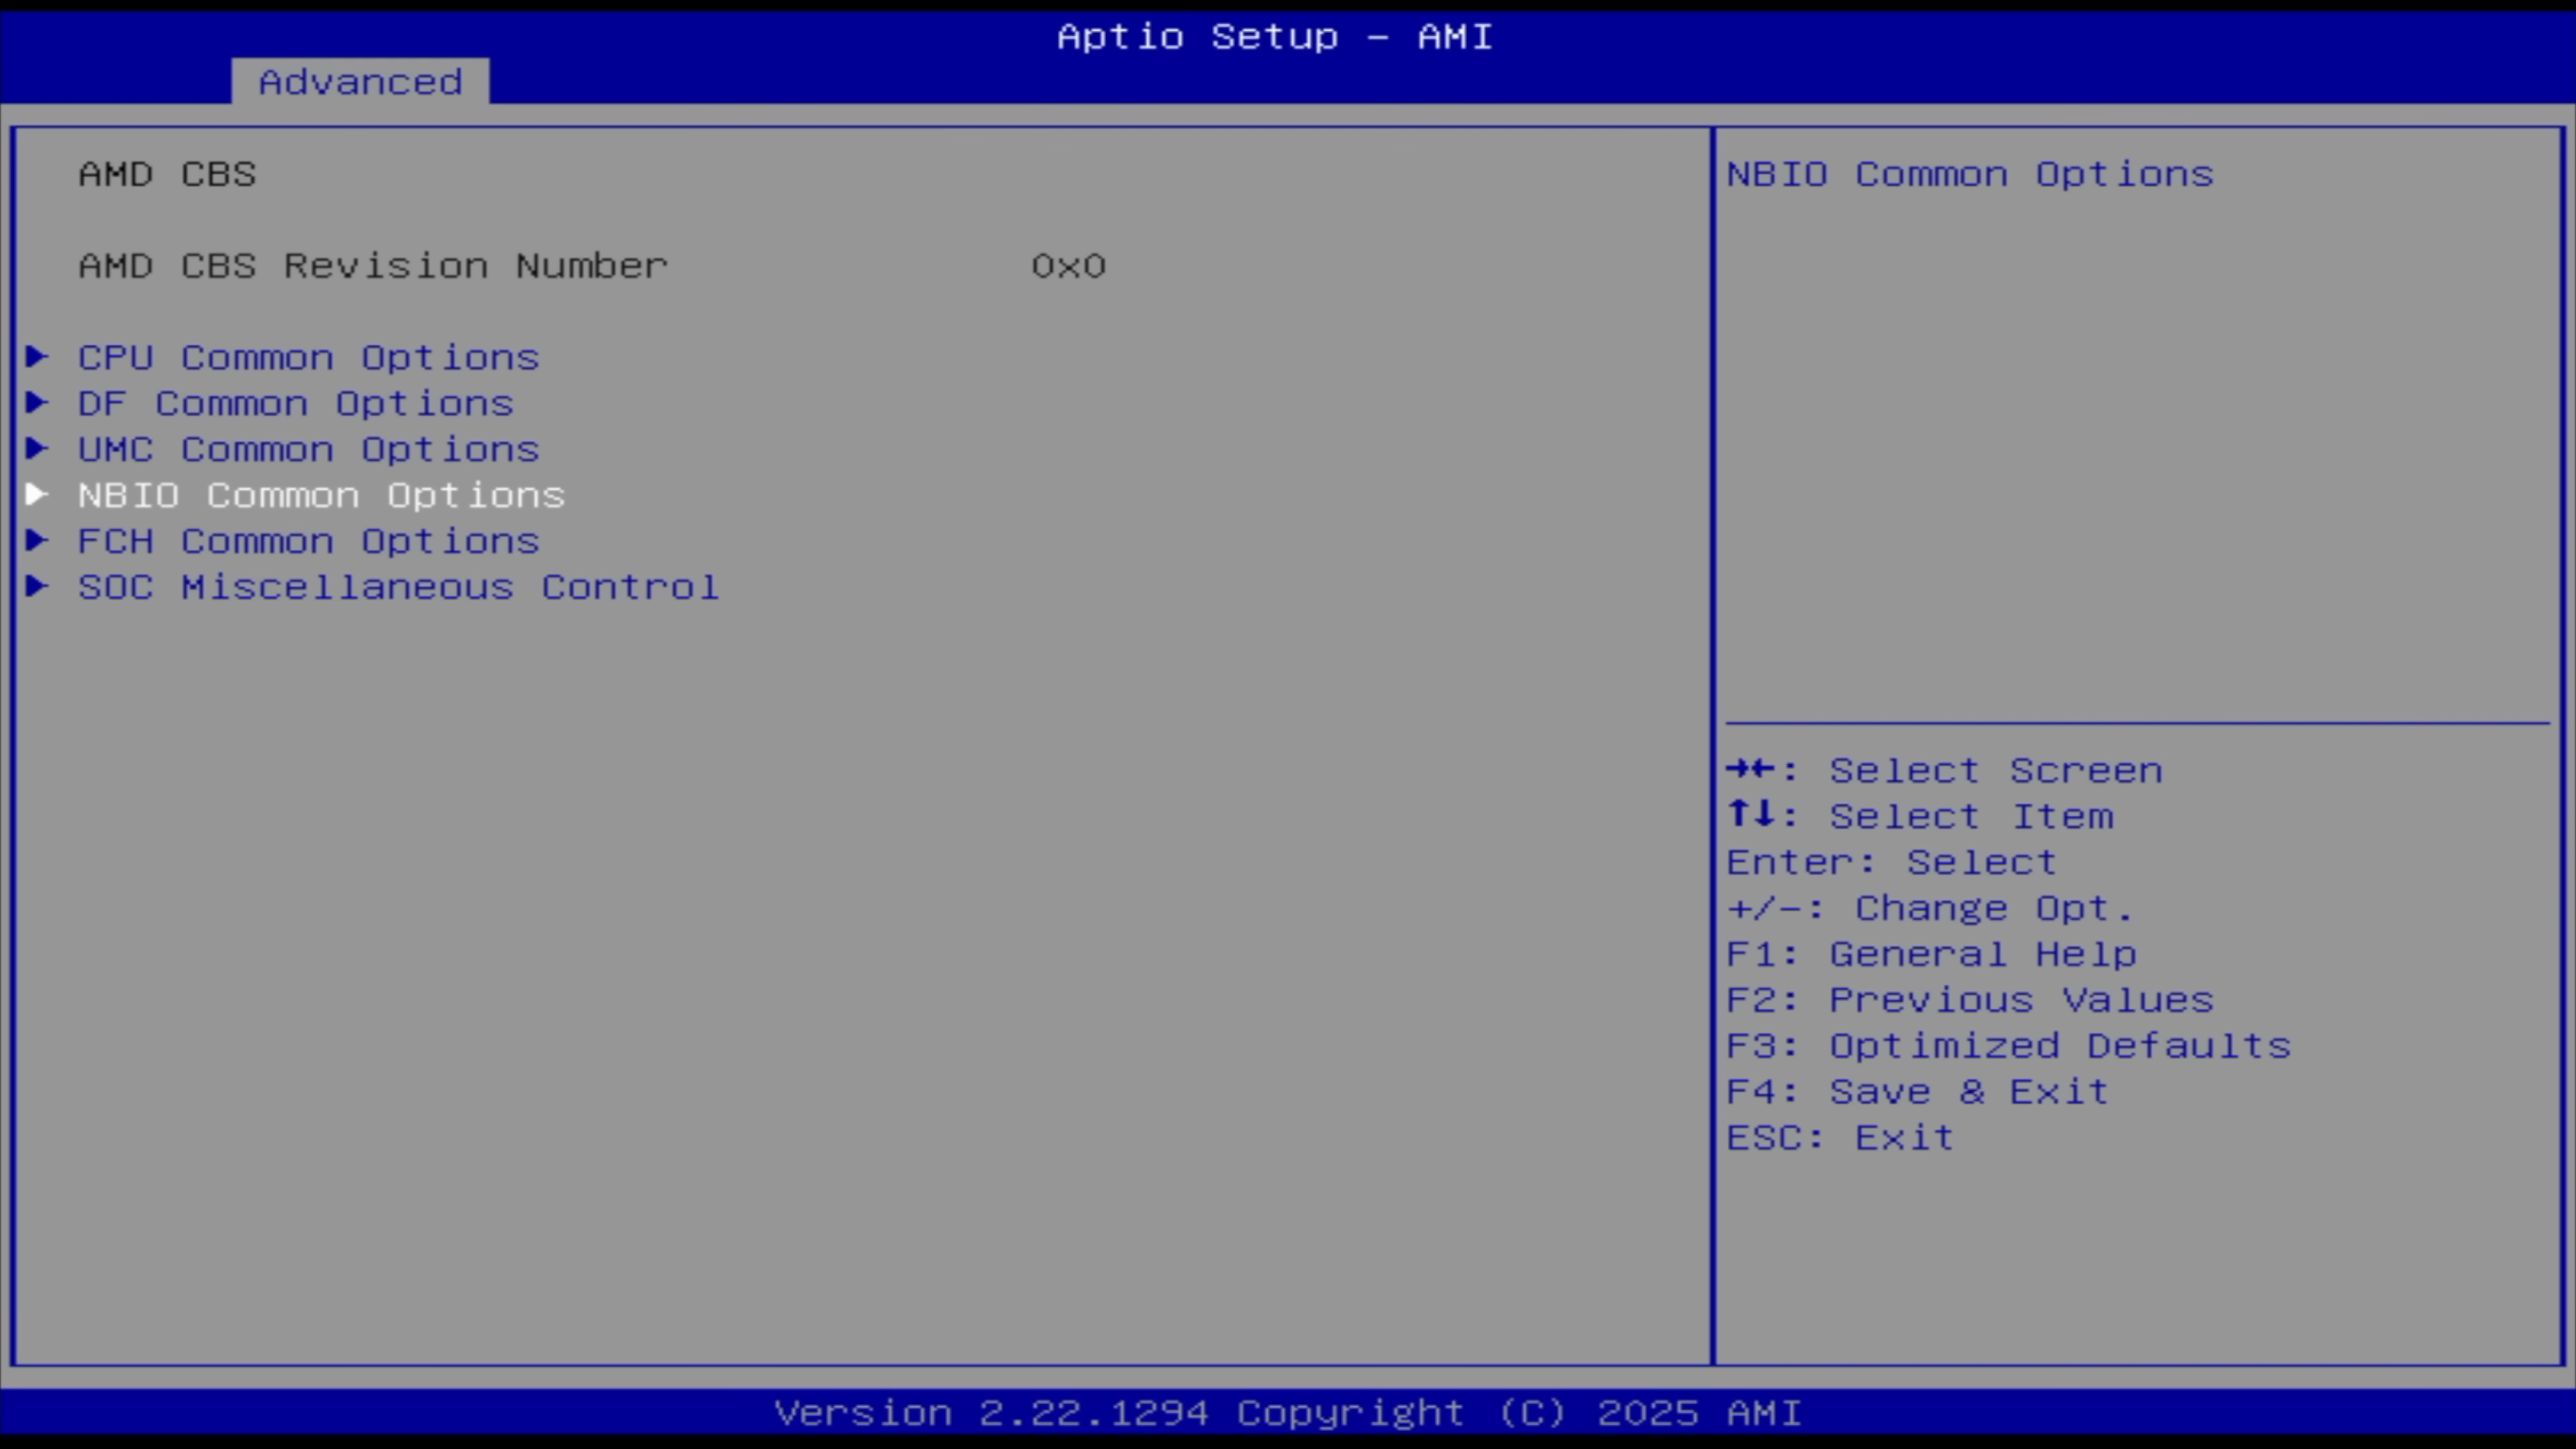 Aptio Setup - AMI
Advanced
AMD CBS
AMD CBS Revision Number 0x0
► CPU Common Options
► DF Common Options
► UMC Common Options
► NBIO Common Options
► FCH Common Options
► SOC Miscellaneous Control
NBIO Common Options
→←: Select Screen
↑↓: Select Item
Enter: Select
+/-: Change Opt.
F1: General Help
F2: Previous Values
F3: Optimized Defaults
F4: Save & Exit
ESC: Exit
Version 2.22.1294 Copyright (C) 2025 AMI